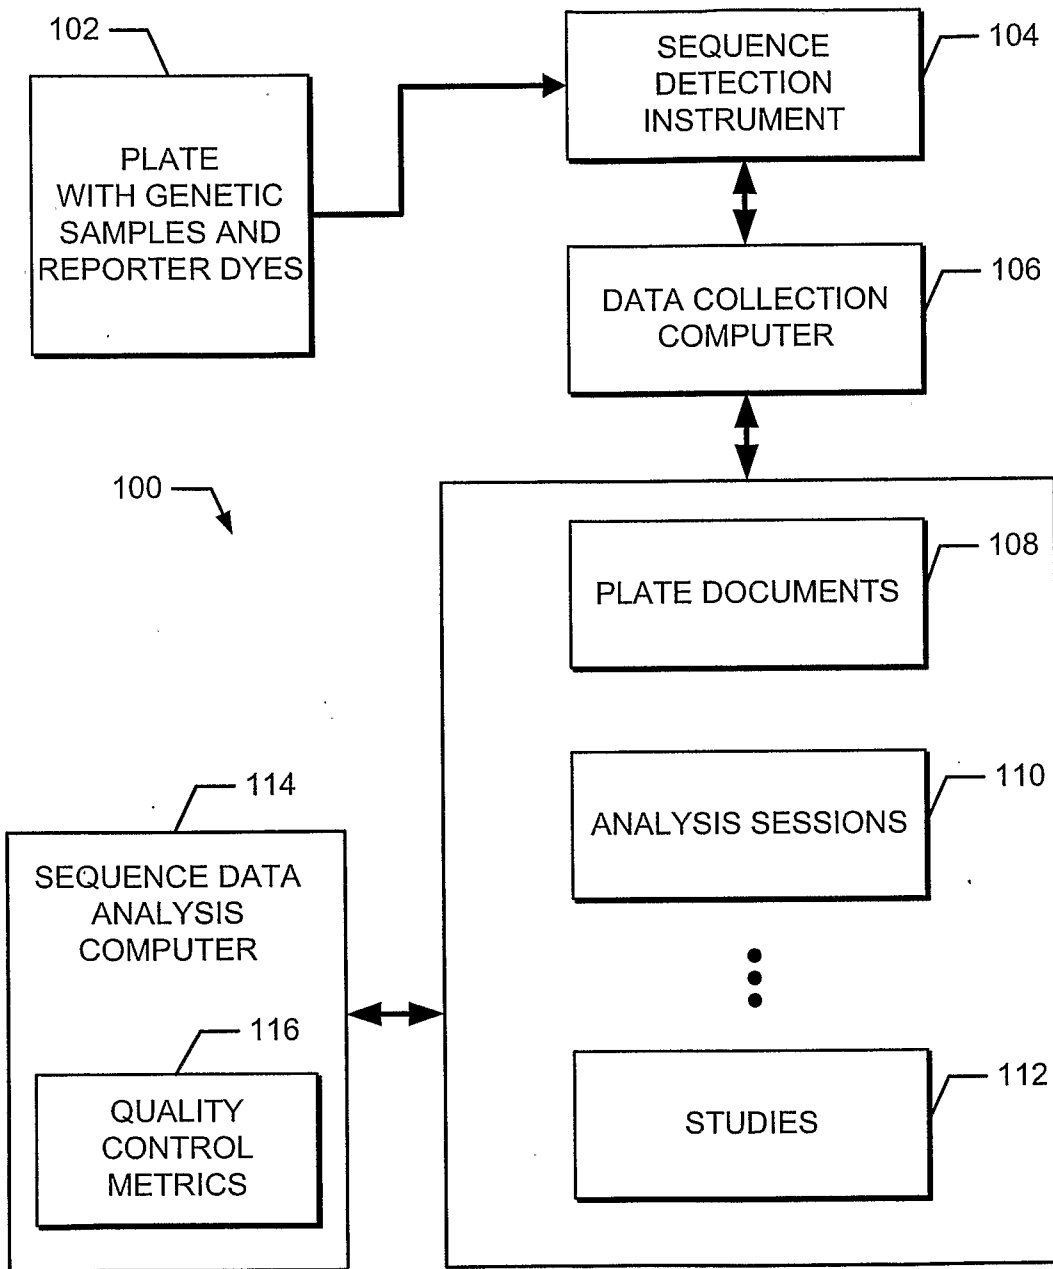 102
PLATE
WITH GENETIC
SAMPLES AND
REPORTER DYES
SEQUENCE
DETECTION
INSTRUMENT
104
DATA COLLECTION
COMPUTER
106
100
PLATE DOCUMENTS
108
ANALYSIS SESSIONS
110
STUDIES
112
114
SEQUENCE DATA
ANALYSIS
COMPUTER
116
QUALITY
CONTROL
METRICS